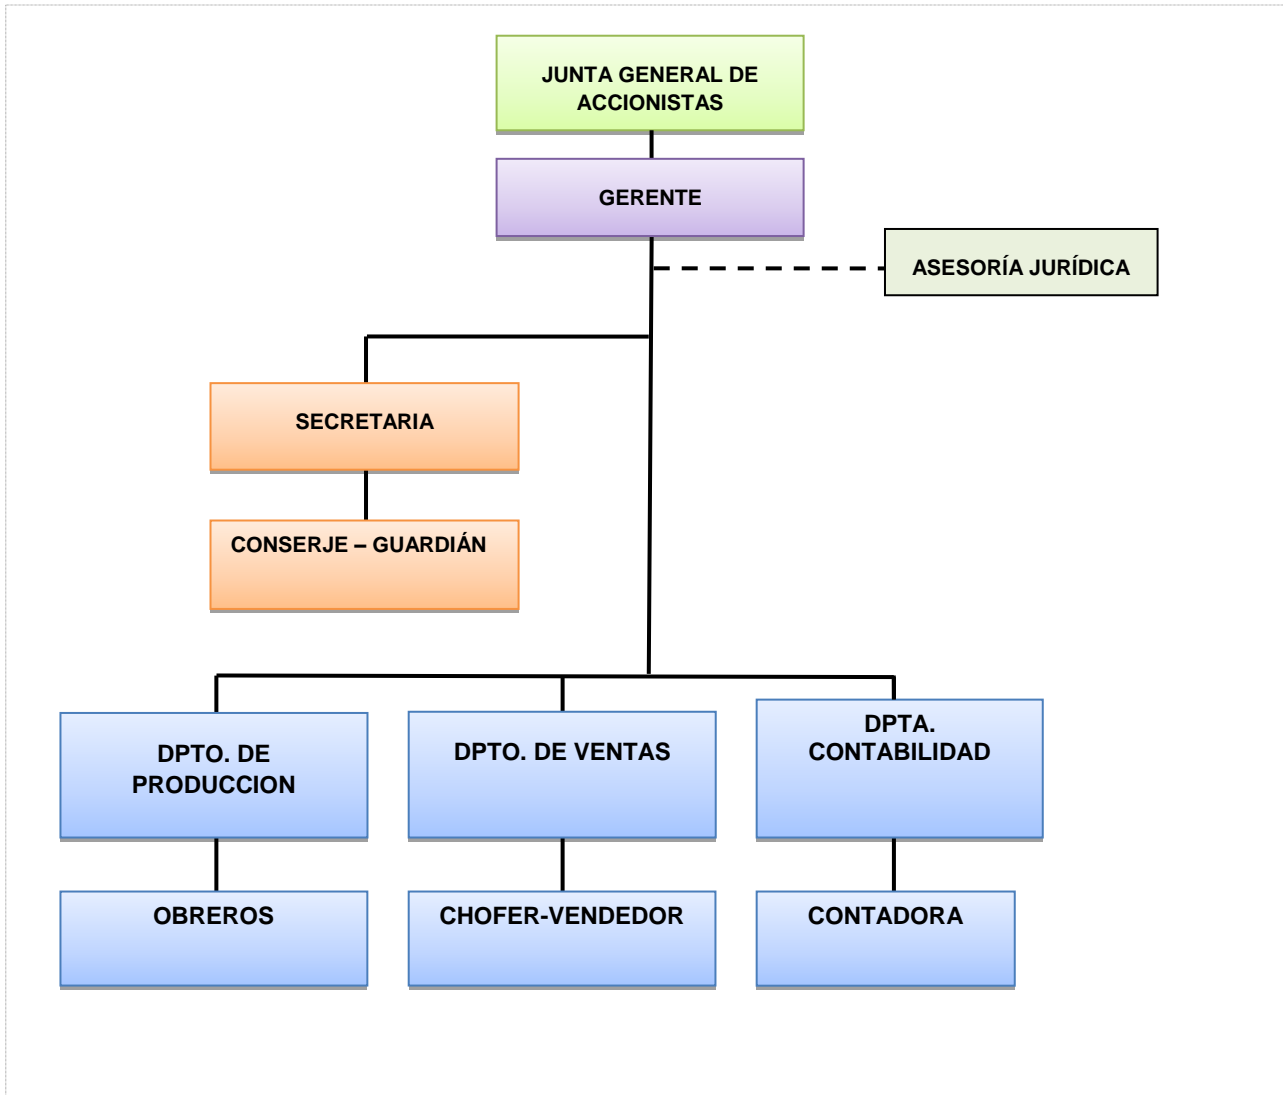 JUNTA GENERAL DE
ACCIONISTAS
GERENTE
ASESORÍA JURÍDICA
SECRETARIA
CONSERJE – GUARDIÁN
DPTO. DE
PRODUCCION
DPTO. DE VENTAS
DPTA.
CONTABILIDAD
OBREROS
CHOFER-VENDEDOR
CONTADORA